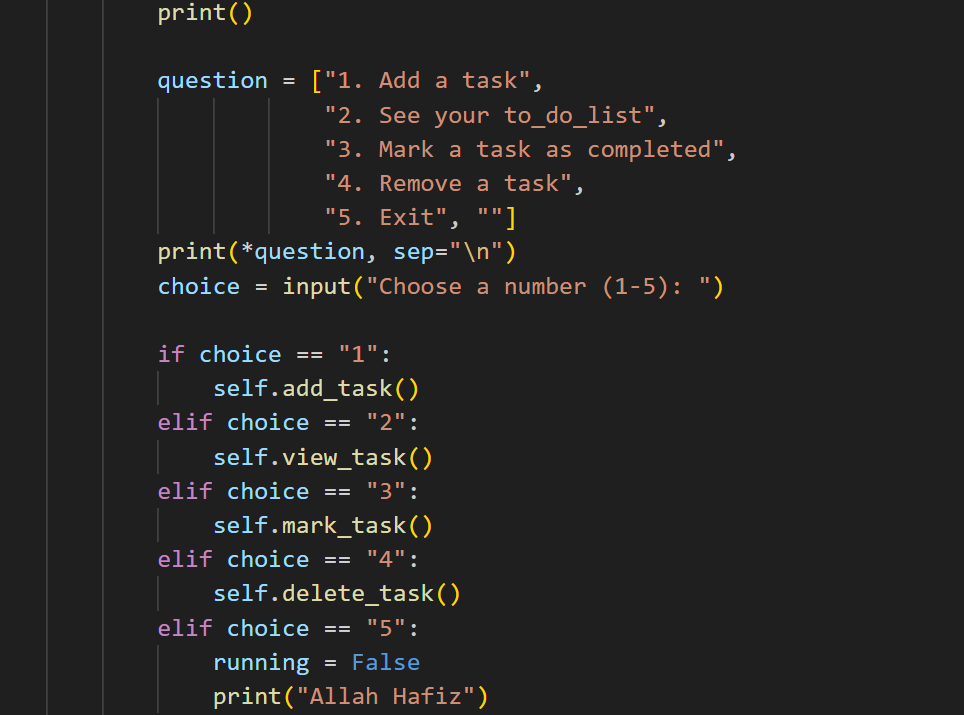 print()
question = ["1. Add a task",
"2. See your to_do_list",
"3. Mark a task as completed",
"4. Remove a task",
"5. Exit", ""]
print(*question, sep="\n")
choice = input("Choose a number (1-5): ")
if choice == "1":
self.add_task()
elif choice == "2":
self.view_task()
elif choice == "3":
self.mark_task()
elif choice == "4":
self.delete_task()
elif choice == "5":
running = False
print("Allah Hafiz")